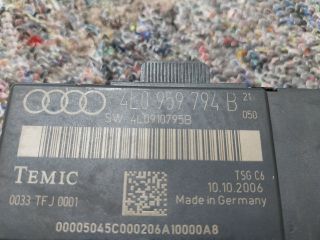 4L0 959 794 B 21
050
SW 4L0910795B
TEMIC
TSG C6
10.10.2006
0033 TFJ 0001
Made in Germany
00005045C000206A10000A8